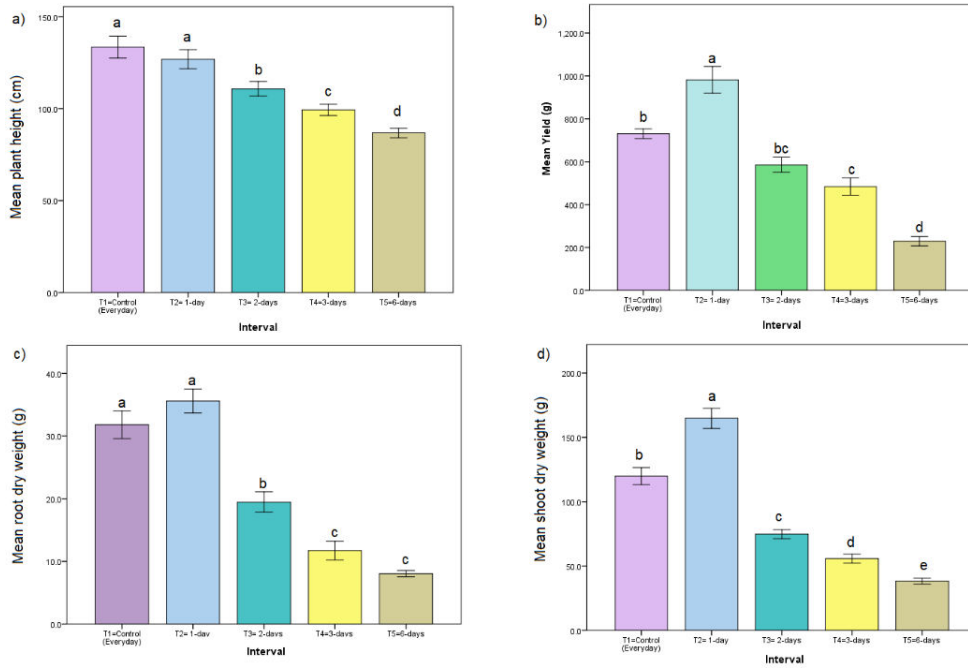 a)
Mean plant height (cm)
150.0
100.0
50.0
0.0
a
a
b
c
d
T1=Control
(Everyday)
T2= 1-day
T3= 2-days
T4=3-days
T5=6-days
Interval
b)
Mean Yield (g)
1,200.0
1,000.0
800.0
600.0
400.0
200.0
0.0
b
a
bc
c
d
T1=Control
(Everyday)
T2= 1-day
T3= 2-days
T4=3-days
T5=6-days
Interval
c)
Mean root dry weight (g)
40.0
30.0
20.0
10.0
0.0
a
a
b
c
c
T1=Control
(Everyday)
T2= 1-day
T3= 2-days
T4=3-days
T5=6-days
Interval
d)
Mean shoot dry weight (g)
200.0
150.0
100.0
50.0
0.0
b
a
c
d
e
T1=Control
(Everyday)
T2= 1-day
T3= 2-days
T4=3-days
T5=6-days
Interval